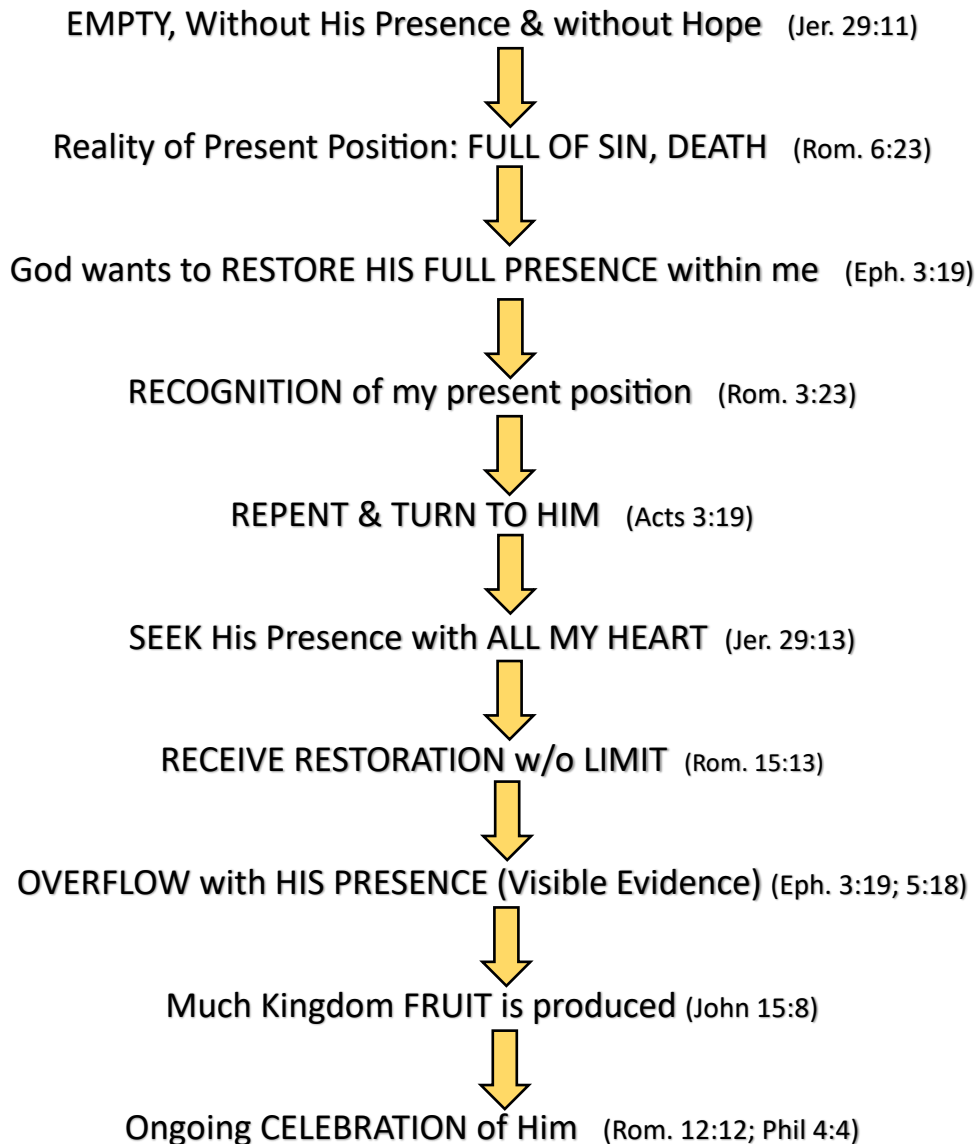 EMPTY, Without His Presence & without Hope (Jer. 29:11)
Reality of Present Position: FULL OF SIN, DEATH (Rom. 6:23)
God wants to RESTORE HIS FULL PRESENCE within me (Eph. 3:19)
RECOGNITION of my present position (Rom. 3:23)
REPENT & TURN TO HIM (Acts 3:19)
SEEK His Presence with ALL MY HEART (Jer. 29:13)
RECEIVE RESTORATION w/o LIMIT (Rom. 15:13)
OVERFLOW with HIS PRESENCE (Visible Evidence) (Eph. 3:19; 5:18)
Much Kingdom FRUIT is produced (John 15:8)
Ongoing CELEBRATION of Him (Rom. 12:12; Phil 4:4)